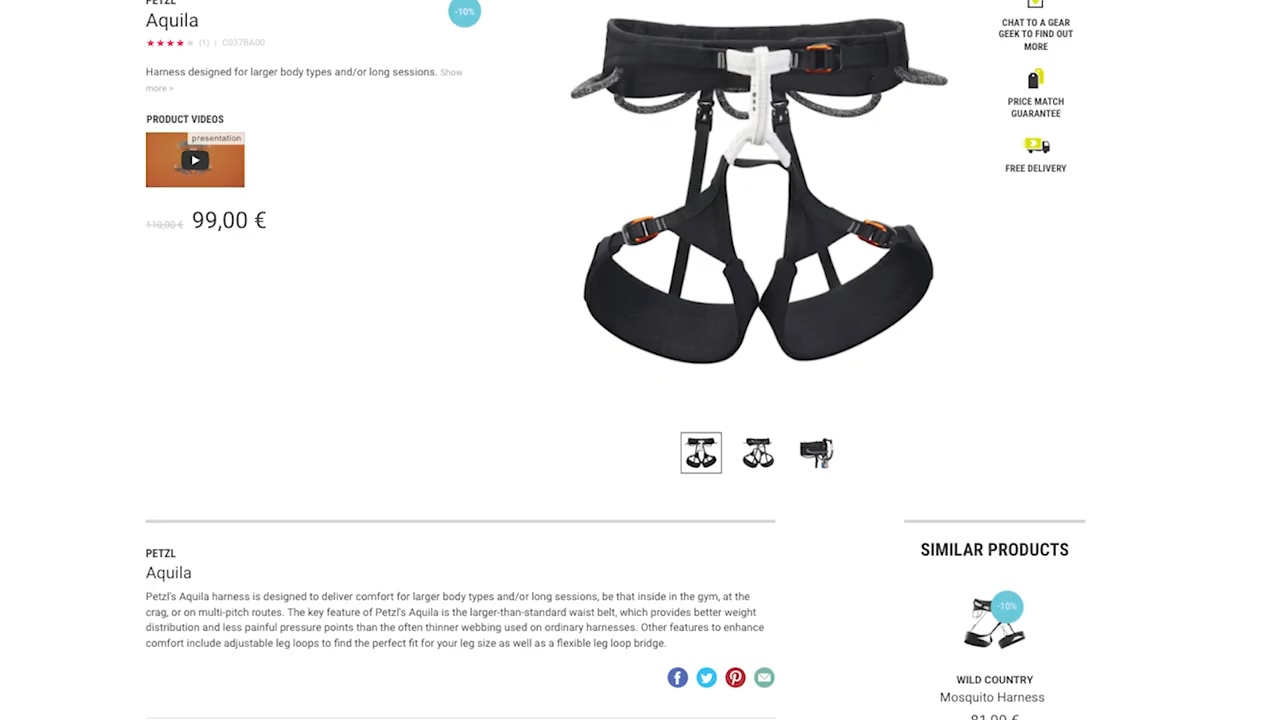 PETZL
Aquila
-10%
(1) | C037BA00
Harness designed for larger body types and/or long sessions. Show
more >
PRODUCT VIDEOS
presentation
110,00 € 99,00 €
CHAT TO A GEAR
GEEK TO FIND OUT
MORE
PRICE MATCH
GUARANTEE
FREE DELIVERY
PETZL
Aquila
Petzl's Aquila harness is designed to deliver comfort for larger body types and/or long sessions, be that inside in the gym, at the
crag, or on multi-pitch routes. The key feature of Petzl's Aquila is the larger-than-standard waist belt, which provides better weight
distribution and less painful pressure points than the often thinner webbing used on ordinary harnesses. Other features to enhance
comfort include adjustable leg loops to find the perfect fit for your leg size as well as a flexible leg loop bridge.
SIMILAR PRODUCTS
-10%
WILD COUNTRY
Mosquito Harness
81,00 €